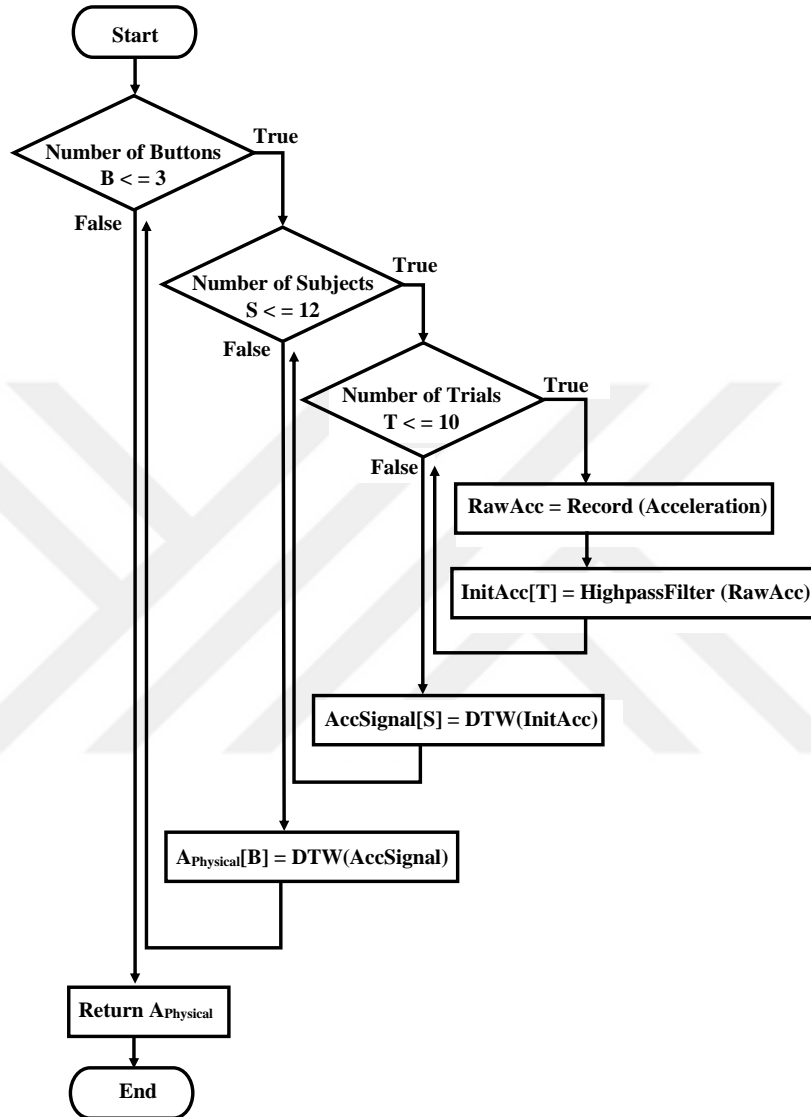 Start
True
Number of Buttons
B < = 3
False
True
Number of Subjects
S < = 12
False
True
Number of Trials
T < = 10
False
RawAcc = Record (Acceleration)
InitAcc[T] = HighpassFilter (RawAcc)
AccSignal[S] = DTW(InitAcc)
APhysical[B] = DTW(AccSignal)
Return APhysical
End